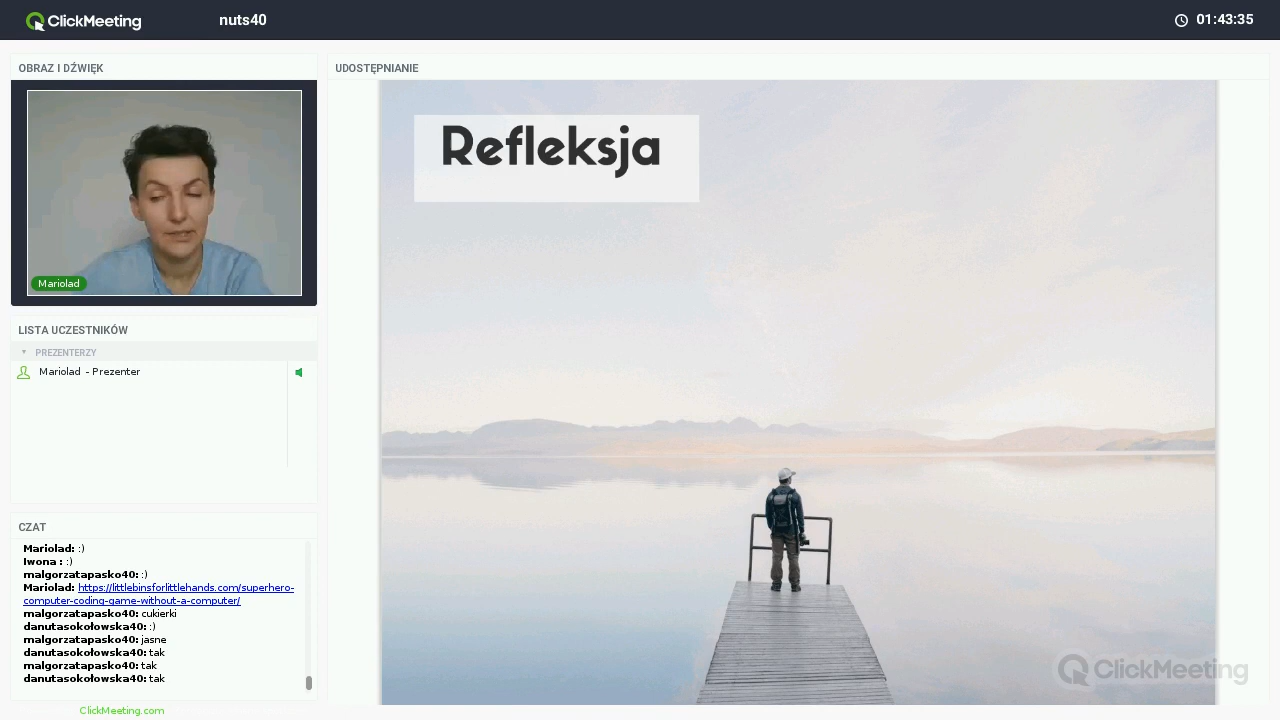 ClickMeeting
nuts40
01:43:35
OBRAZ I DŹWIĘK
Mariolad
LISTA UCZESTNIKÓW
PREZENTERZY
Mariolad - Prezenter
CZAT
Mariolad: :)
Iwona : :)
malgorzatapasko40: :)
Mariolad: https://littlebinsforlittlehands.com/superhero-
computer-coding-game-without-a-computer/
malgorzatapasko40: cukierki
danutasokołowska40: :)
malgorzatapasko40: jasne
danutasokołowska40: tak
malgorzatapasko40: tak
danutasokołowska40: tak
ClickMeeting.com
UDOSTĘPNIANIE
Refleksja
ClickMeeting